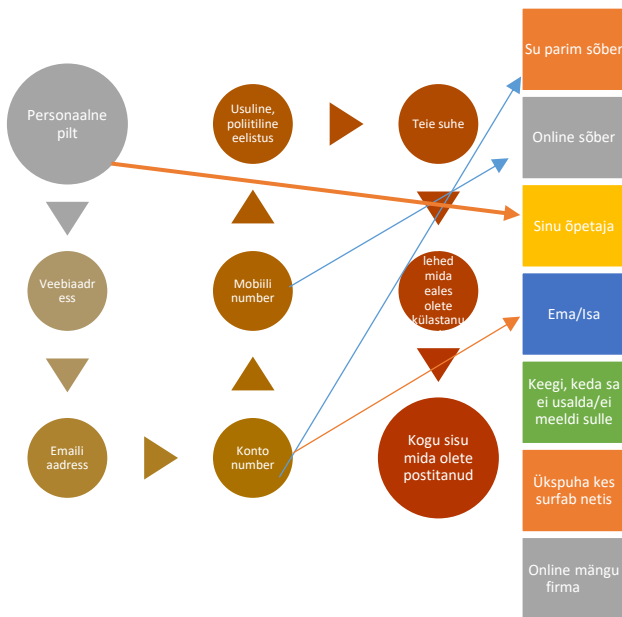 Personaalne
pilt
Veebiaadr
ess
Emaili
aadress
Konto
number
Mobiili
number
Usuline,
poliitiline
eelistus
Teie suhe
lehed
mida
eales
olete
külastanu
Kogu sisu
mida olete
postitanud
Su parim sõber
Online sõber
Sinu õpetaja
Ema/Isa
Keegi, keda sa
ei usalda/ei
meeldi sulle
Ükspuha kes
surfab netis
Online mängu
firma